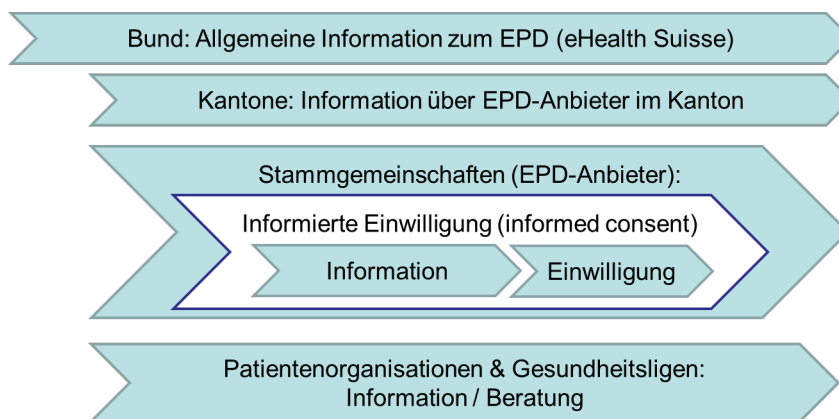 Bund: Allgemeine Information zum EPD (eHealth Suisse)
Kantone: Information über EPD-Anbieter im Kanton
Stammgemeinschaften (EPD-Anbieter):
Informierte Einwilligung (informed consent)
Information
Einwilligung
Patientenorganisationen & Gesundheitsligen:
Information / Beratung